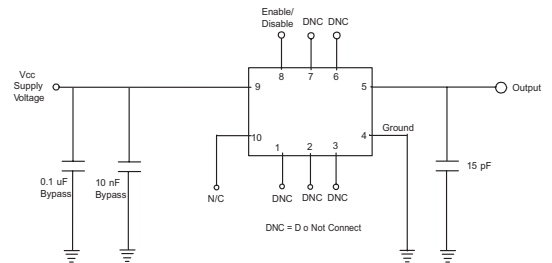 Enable/
Disable
DNC DNC
8 7 6
Vcc
Supply
Voltage
9
5
Output
10
4
Ground
1 2 3
0.1 uF
Bypass
10 nF
Bypass
15 pF
N/C
DNC DNC DNC
DNC = D o Not Connect